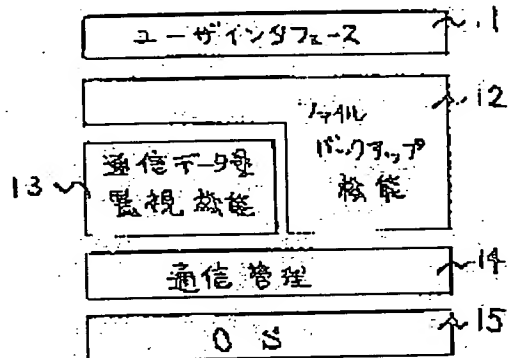 ユーザインタフェース
11
12
ファイル
バックアップ
機能
通信データ量
監視機能
13
通信管理
14
OS
15